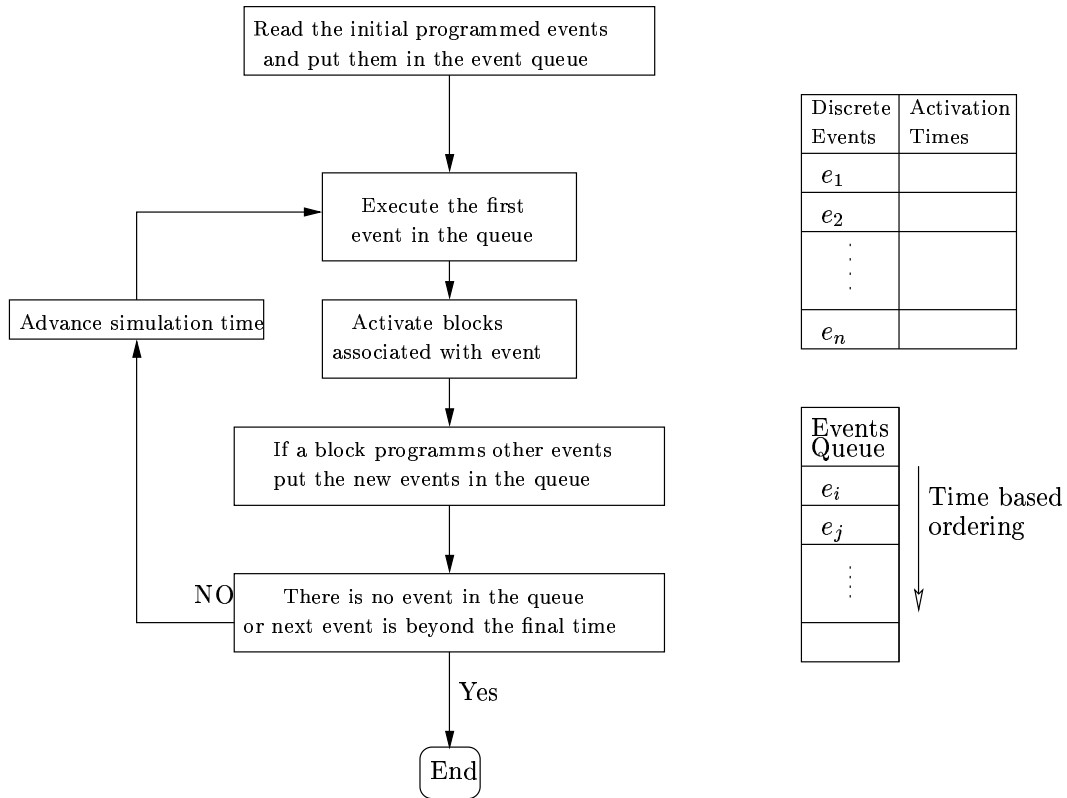 Read the initial programmed events
and put them in the event queue
Execute the first
event in the queue
Advance simulation time
Activate blocks
associated with event
If a block programms other events
put the new events in the queue
NO
There is no event in the queue
or next event is beyond the final time
Yes
End
Discrete Events
Activation Times
e₁
e₂
eₙ
Events
Queue
eᵢ
eⱼ
Time based
ordering